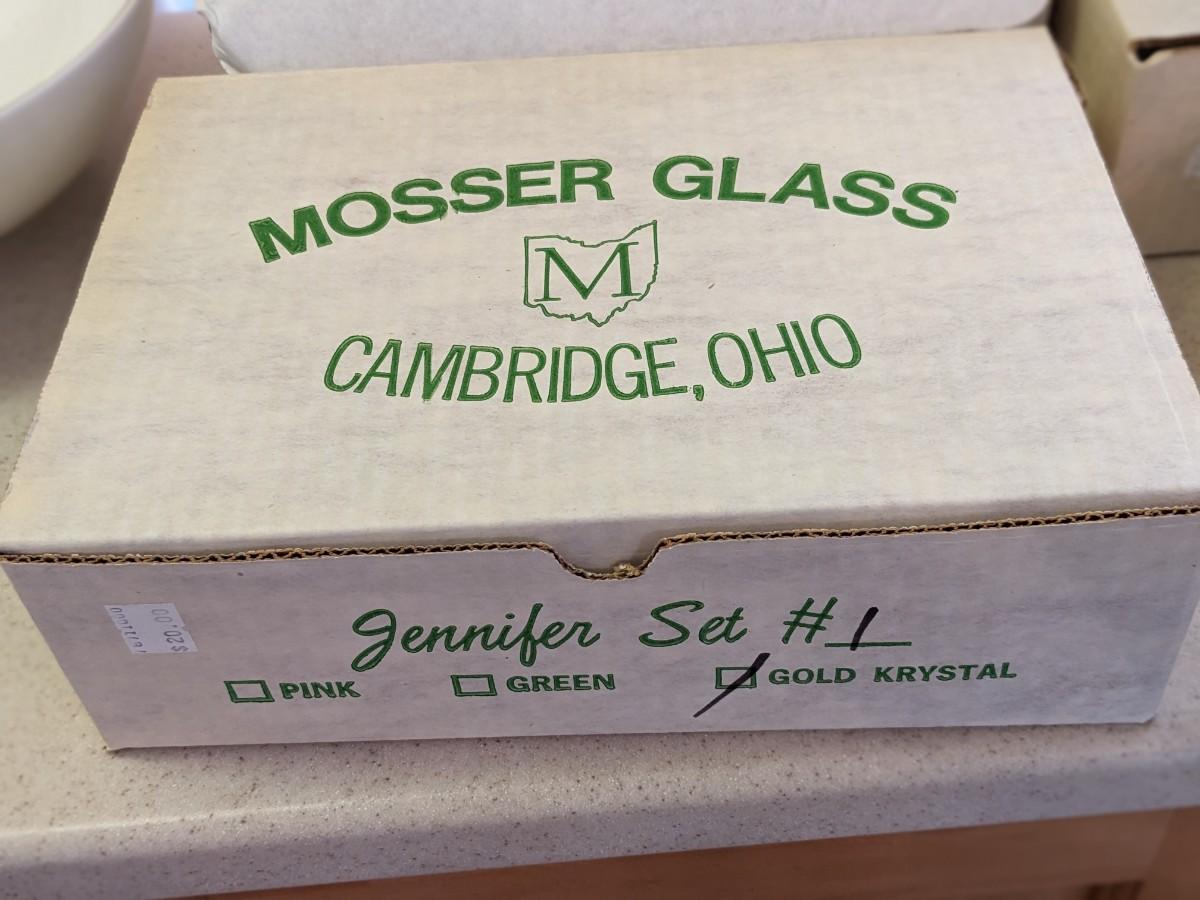 MOSSER GLASS
M
CAMBRIDGE, OHIO
Jennifer Set #1
PINK GREEN GOLD KRYSTAL
$20.00